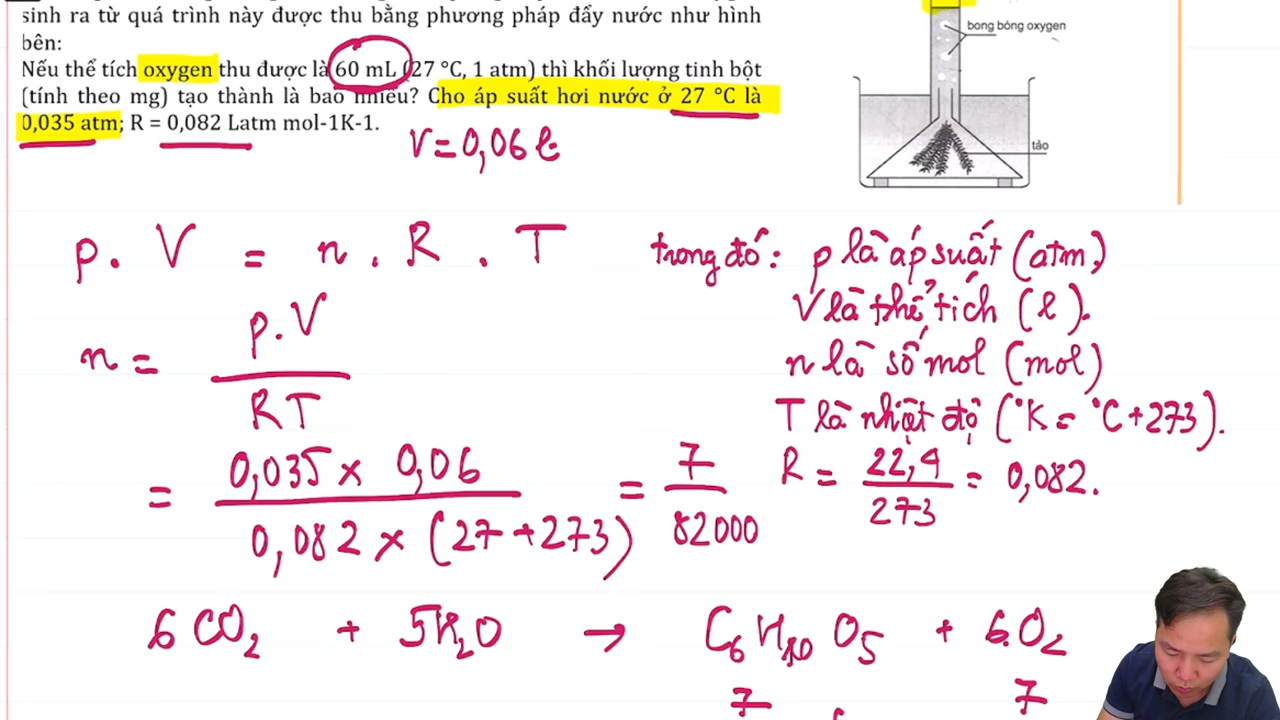 sinh ra từ quá trình này được thu bằng phương pháp đẩy nước như hình
bên:
Nếu thể tích oxygen thu được là 60 mL (27 °C, 1 atm) thì khối lượng tinh bột
(tính theo mg) tạo thành là bao nhiêu? Cho áp suất hơi nước ở 27 °C là
0,035 atm; R = 0,082 Latm mol-1K-1.
bong bóng oxygen
tảo
V = 0,06 l
p . V = n . R . T
trong đó: p là áp suất (atm)
V là thể tích (l).
n là số mol (mol)
T là nhiệt độ (°K = °C + 273).
R = 22,4 / 273 = 0,082.
n = p.V / RT
= 0,035 x 0,06 / 0,082 x (27 + 273) = 7 / 82000
6 CO2 + 5H2O → C6H10O5 + 6O2
7 7